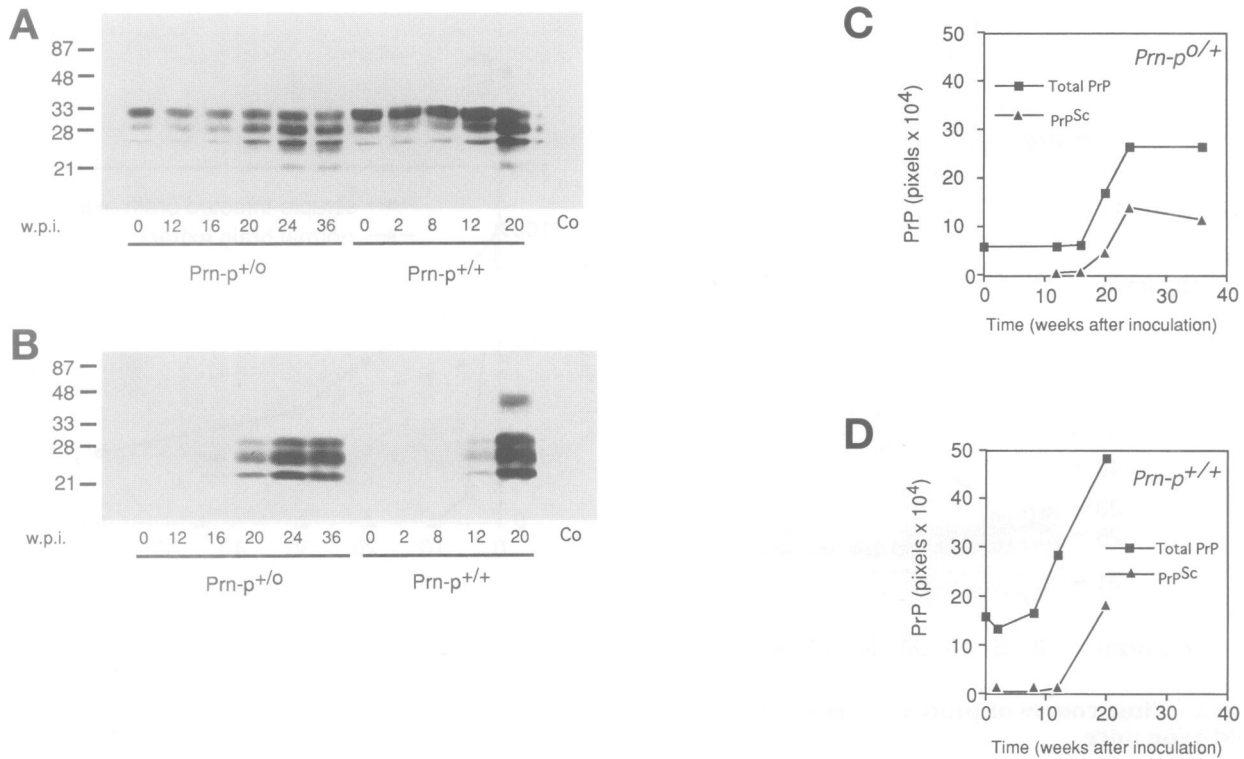 A
87
48
33
28
21
w.p.i. 0 12 16 20 24 36 0 2 8 12 20 Co
Prn-p+/o Prn-p+/+
B
87
48
33
28
21
w.p.i. 0 12 16 20 24 36 0 2 8 12 20 Co
Prn-p+/o Prn-p+/+
C
Prn-po/+
Total PrP
PrPSc
PrP (pixels x 104)
50
40
30
20
10
0
0 10 20 30 40
Time (weeks after inoculation)
D
Prn-p+/+
Total PrP
PrPSc
PrP (pixels x 104)
50
40
30
20
10
0
0 10 20 30 40
Time (weeks after inoculation)